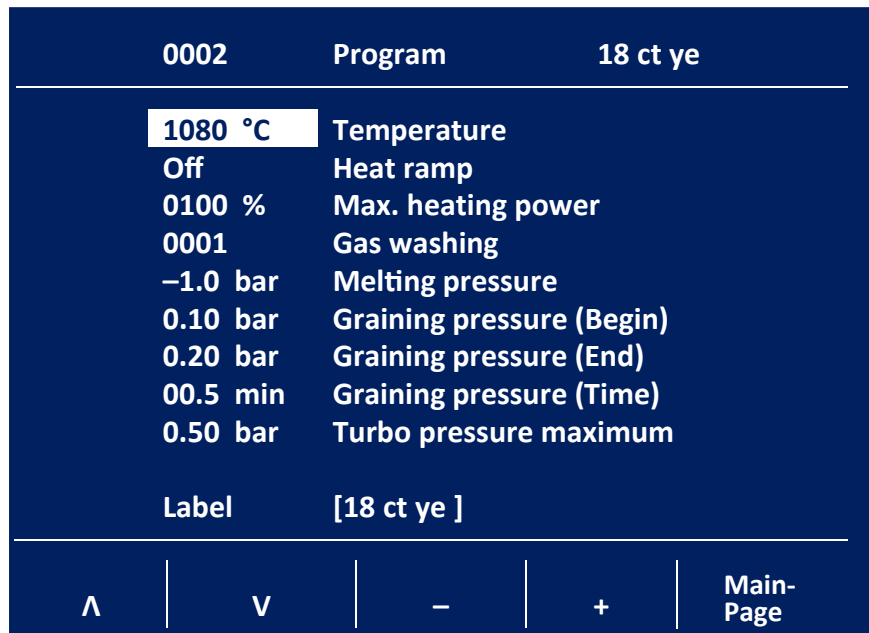 0002 Program 18 ct ye
1080 °C Temperature
Off Heat ramp
0100 % Max. heating power
0001 Gas washing
–1.0 bar Melting pressure
0.10 bar Graining pressure (Begin)
0.20 bar Graining pressure (End)
00.5 min Graining pressure (Time)
0.50 bar Turbo pressure maximum
Label [18 ct ye ]
Λ V – + Main-
Page